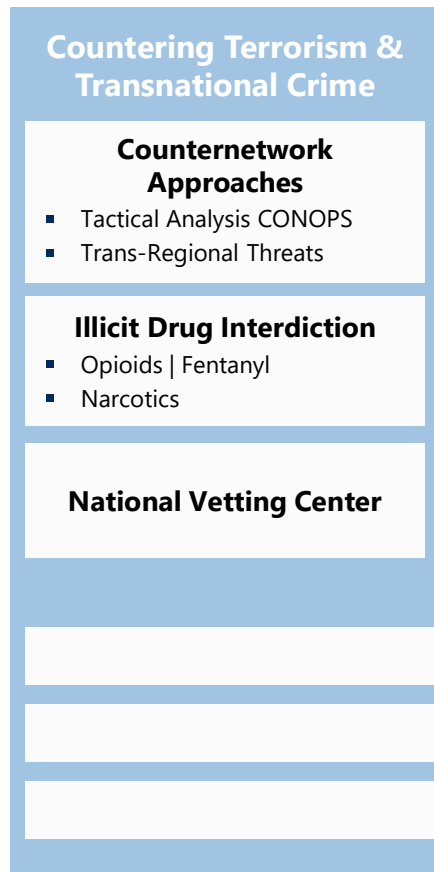 Countering Terrorism &
Transnational Crime
Counternetwork
Approaches
▪ Tactical Analysis CONOPS
▪ Trans-Regional Threats
Illicit Drug Interdiction
▪ Opioids | Fentanyl
▪ Narcotics
National Vetting Center